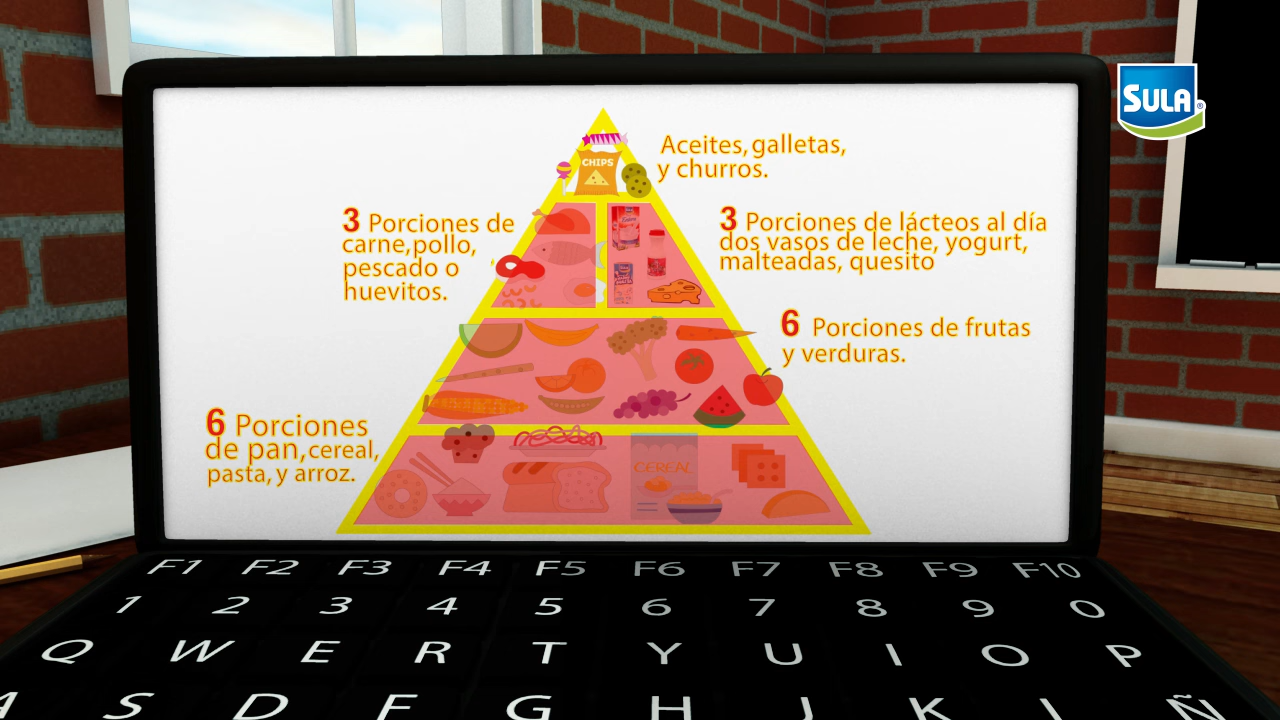 SULA
Aceites, galletas,
y churros.
CHIPS
3 Porciones de
carne, pollo,
pescado o
huevitos.
3 Porciones de lácteos al día
dos vasos de leche, yogurt,
malteadas, quesito
6 Porciones de frutas
y verduras.
6 Porciones
de pan, cereal,
pasta, y arroz.
CEREAL
F1 F2 F3 F4 F5 F6 F7 F8 F9 F10
1 2 3 4 5 6 7 8 9 0
Q W E R T Y U I O P
A S D F G H J K L Ñ